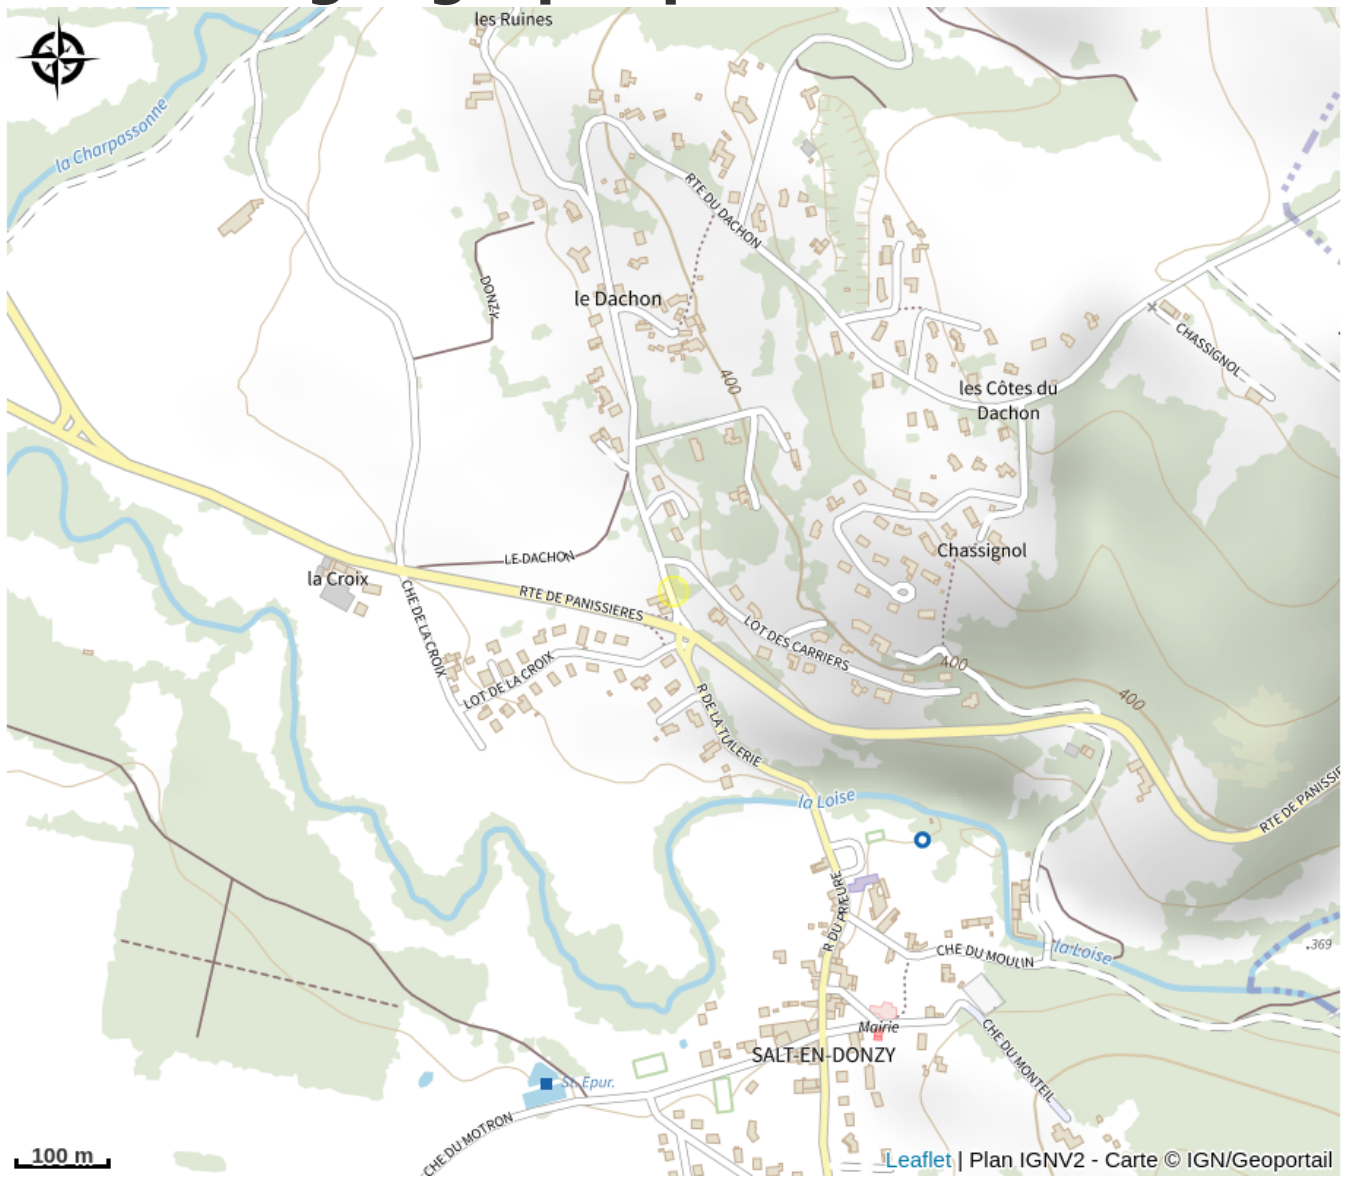 les Ruines
la Charpassonne
RTE DU DACHON
DONZY
le Dachon
CHASSIGNOL
400
les Côtes du
Dachon
LE DACHON
Chassignol
la Croix
RTE DE PANISSIERES
CHE DE LA CROIX
LOT DES CARRIERS
LOT DE LA CROIX
400
400
R DE LA TUILERIE
la Loise
RTE DE PANISSIE
R DU PRIEURE
CHE DU MOULIN
la Loise
.369
Mairie
SALT-EN-DONZY
CHE DU MONTEIL
St. Epur.
CHE DU MOTRON
100 m
Leaflet | Plan IGNV2 - Carte © IGN/Geoportail